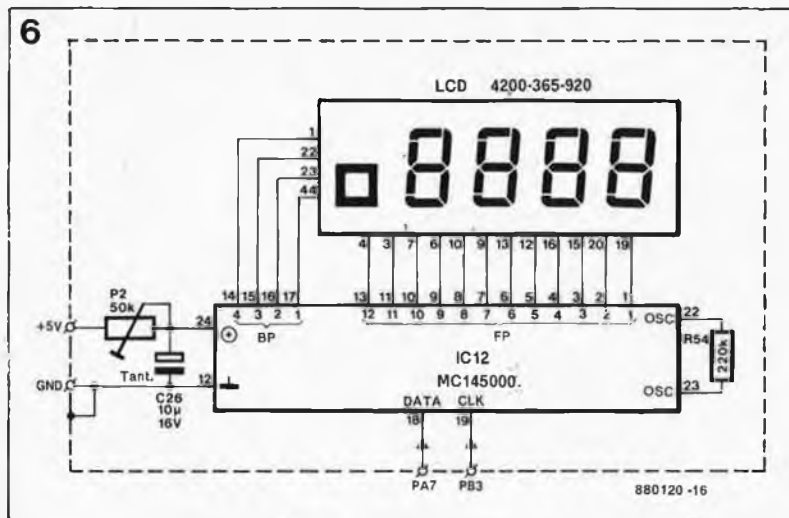 6
LCD 4200-365-920
1
22
23
44
4 3 7 6 10 9 13 12 16 15 20 19
P2
50k
+5V
24
14 15 16 17
4 3 2 1
BP
13 11 10 9 8 7 6 5 4 3 2 1
12 11 10 9 8 7 6 5 4 3 2 1
FP
OSC
22
R54
220k
IC12
MC145000
OSC
23
GND
Tant.
12
C26
10µ
16V
DATA CLK
18 19
PA7 PB3
880120 -16